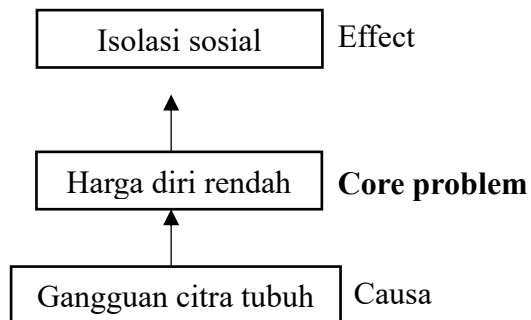 Isolasi sosial Effect
Harga diri rendah Core problem
Gangguan citra tubuh Causa